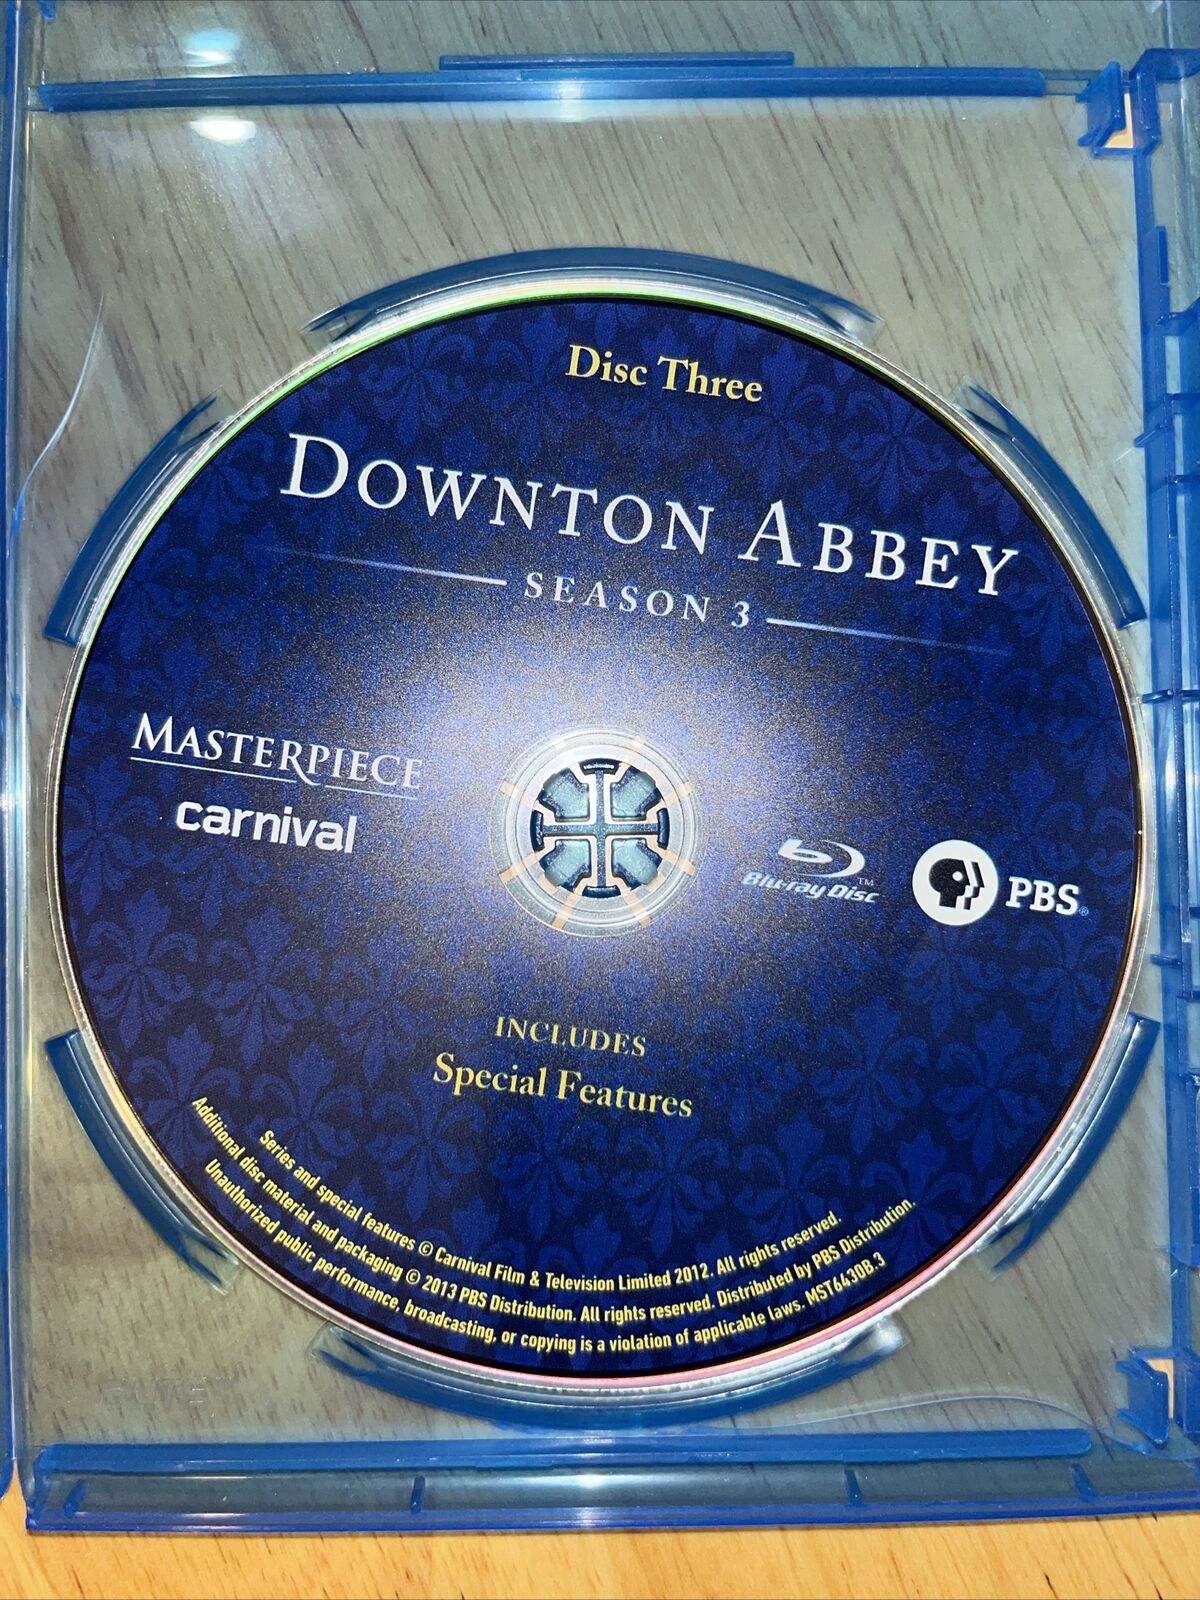 Disc Three
DOWNTON ABBEY
SEASON 3
MASTERPIECE
carnival
Blu-ray Disc™
PBS®
INCLUDES
Special Features
Series and special features © Carnival Film & Television Limited 2012. All rights reserved.
Additional disc material and packaging © 2013 PBS Distribution. All rights reserved. Distributed by PBS Distribution.
Unauthorized public performance, broadcasting, or copying is a violation of applicable laws. MST6430B.3